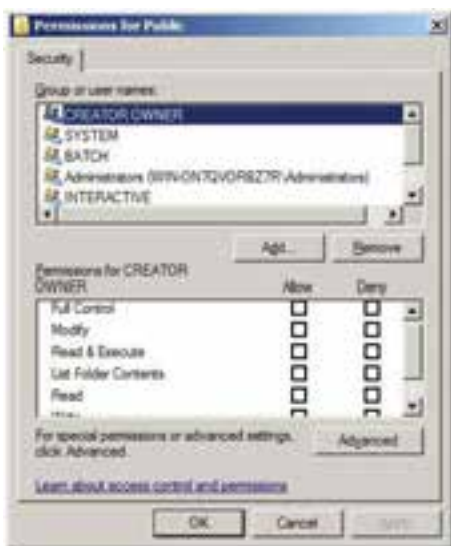 Permissions for Public
Security
Group or user names:
CREATOR OWNER
SYSTEM
BATCH
Administrators (WIN-ON7QVOR8Z7R\Administrators)
INTERACTIVE
Add...
Remove
Permissions for CREATOR
OWNER
Allow
Deny
Full Control
Modify
Read & Execute
List Folder Contents
Read
For special permissions or advanced settings,
click Advanced.
Advanced
Learn about access control and permissions
OK
Cancel
Apply